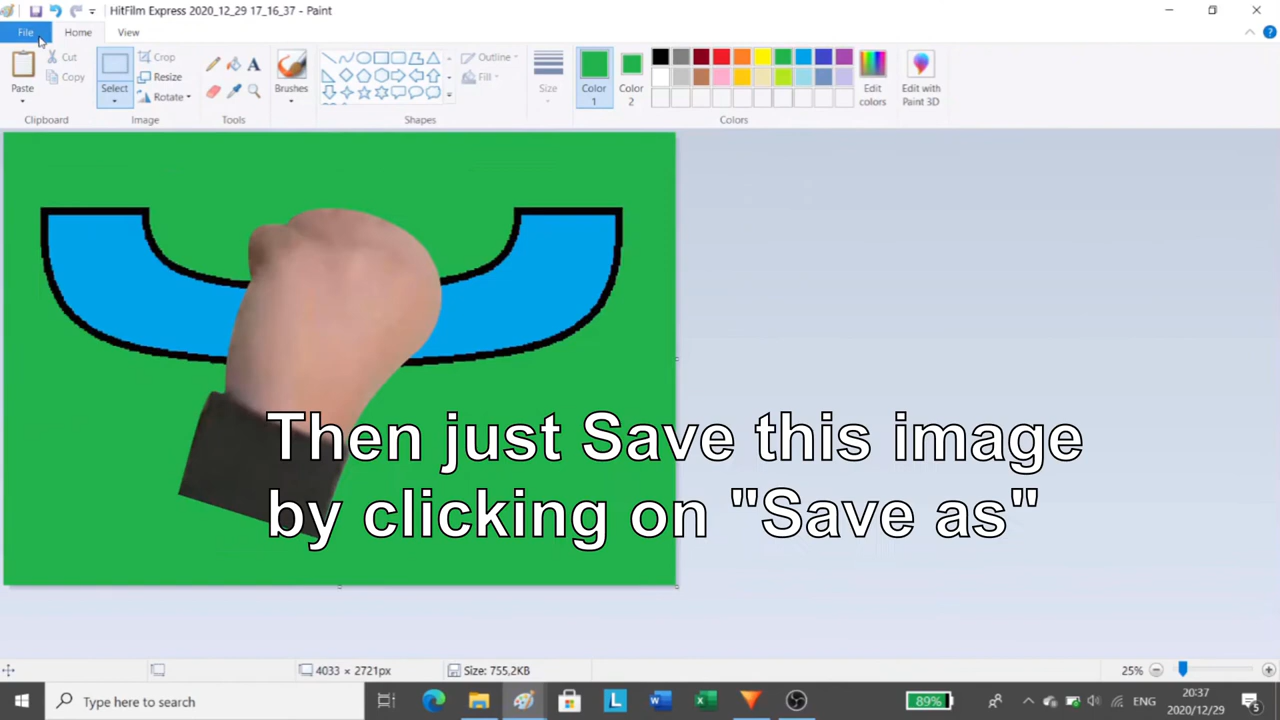 HitFilm Express 2020_12_29 17_16_37 - Paint
File Home View
Paste
Clipboard
Cut
Copy
Select
Crop
Resize
Rotate
Image
A
Tools
Brushes
Outline
Fill
Shapes
Size
Color
1
Color
2
Edit
colors
Edit with
Paint 3D
Colors
Then just Save this image
by clicking on "Save as"
4033 × 2721px
Size: 755,2KB
25%
Type here to search
L
89%
ENG
20:37
2020/12/29
5